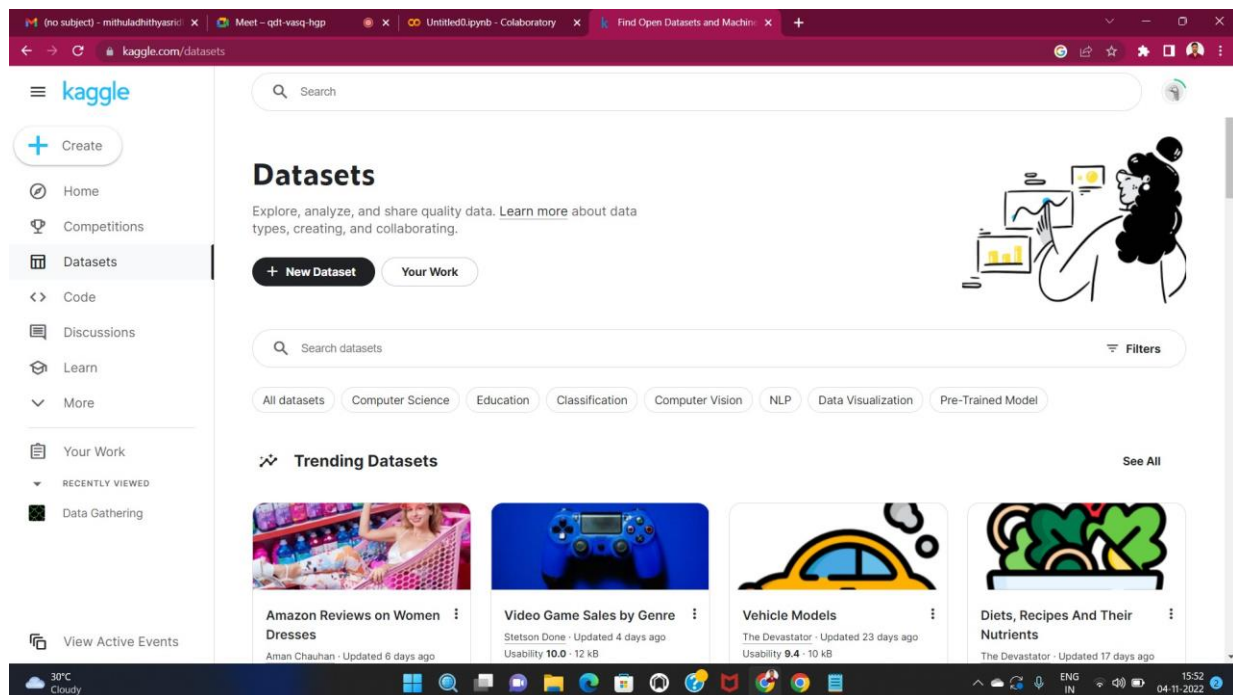 (no subject) - mithuladhithyasrid
Meet – qdt-vasq-hgp
Untitled0.ipynb - Colaboratory
Find Open Datasets and Machin
kaggle.com/datasets
kaggle
Search
Create
Home
Competitions
Datasets
Code
Discussions
Learn
More
Your Work
RECENTLY VIEWED
Data Gathering
View Active Events
Datasets
Explore, analyze, and share quality data. Learn more about data
types, creating, and collaborating.
+ New Dataset
Your Work
Search datasets
Filters
All datasets
Computer Science
Education
Classification
Computer Vision
NLP
Data Visualization
Pre-Trained Model
Trending Datasets
See All
Amazon Reviews on Women
Dresses
Aman Chauhan · Updated 6 days ago
Video Game Sales by Genre
Stetson Done · Updated 4 days ago
Usability 10.0 · 12 kB
Vehicle Models
The Devastator · Updated 23 days ago
Usability 9.4 · 10 kB
Diets, Recipes And Their
Nutrients
The Devastator · Updated 17 days ago
30°C
Cloudy
ENG
IN
15:52
04-11-2022
2